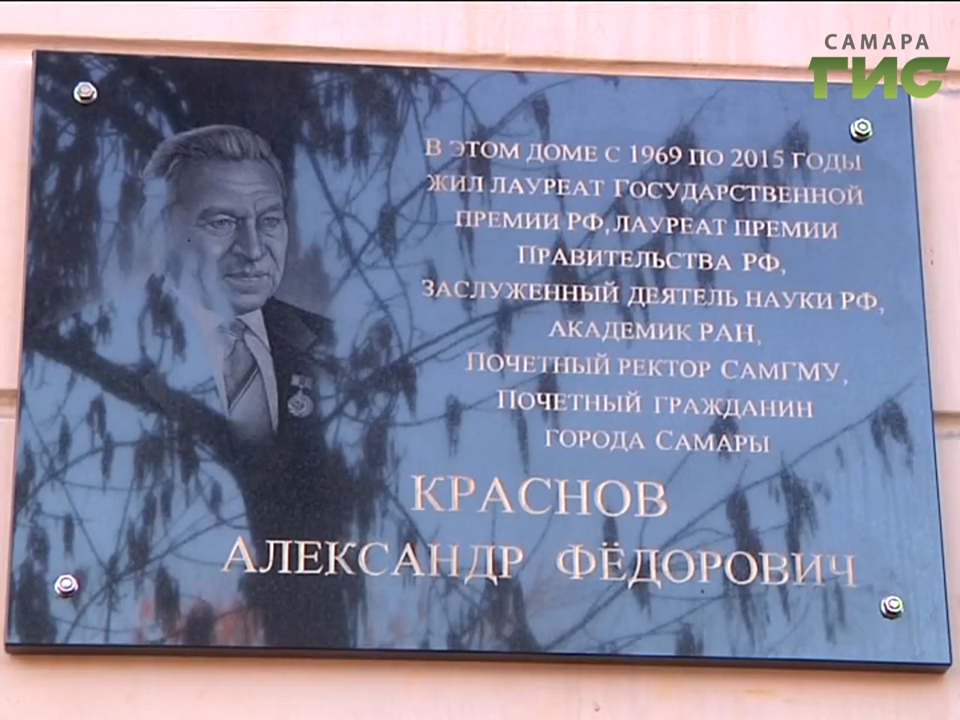 САМАРА
ГИС
В ЭТОМ ДОМЕ С 1969 ПО 2015 ГОДЫ
ЖИЛ ЛАУРЕАТ ГОСУДАРСТВЕННОЙ
ПРЕМИИ РФ, ЛАУРЕАТ ПРЕМИИ
ПРАВИТЕЛЬСТВА РФ,
ЗАСЛУЖЕННЫЙ ДЕЯТЕЛЬ НАУКИ РФ,
АКАДЕМИК РАН,
ПОЧЕТНЫЙ РЕКТОР САМГМУ,
ПОЧЕТНЫЙ ГРАЖДАНИН
ГОРОДА САМАРЫ
КРАСНОВ
АЛЕКСАНДР ФЁДОРОВИЧ